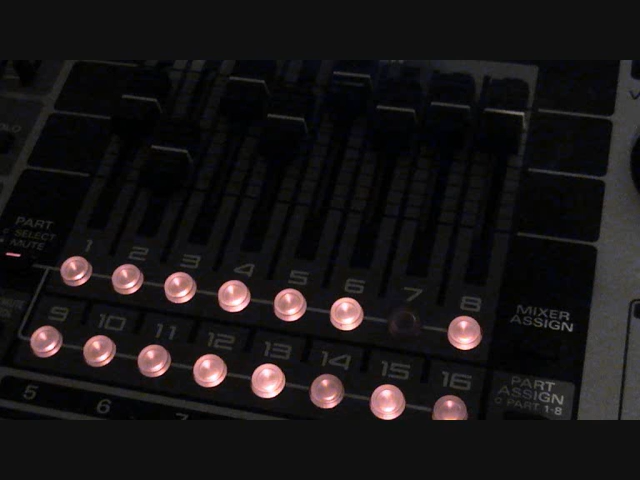 PART
SELECT
MUTE
1 2 3 4 5 6 7 8
MIXER
ASSIGN
9 10 11 12 13 14 15 16
PART
ASSIGN
PART 1-8
5 6 7